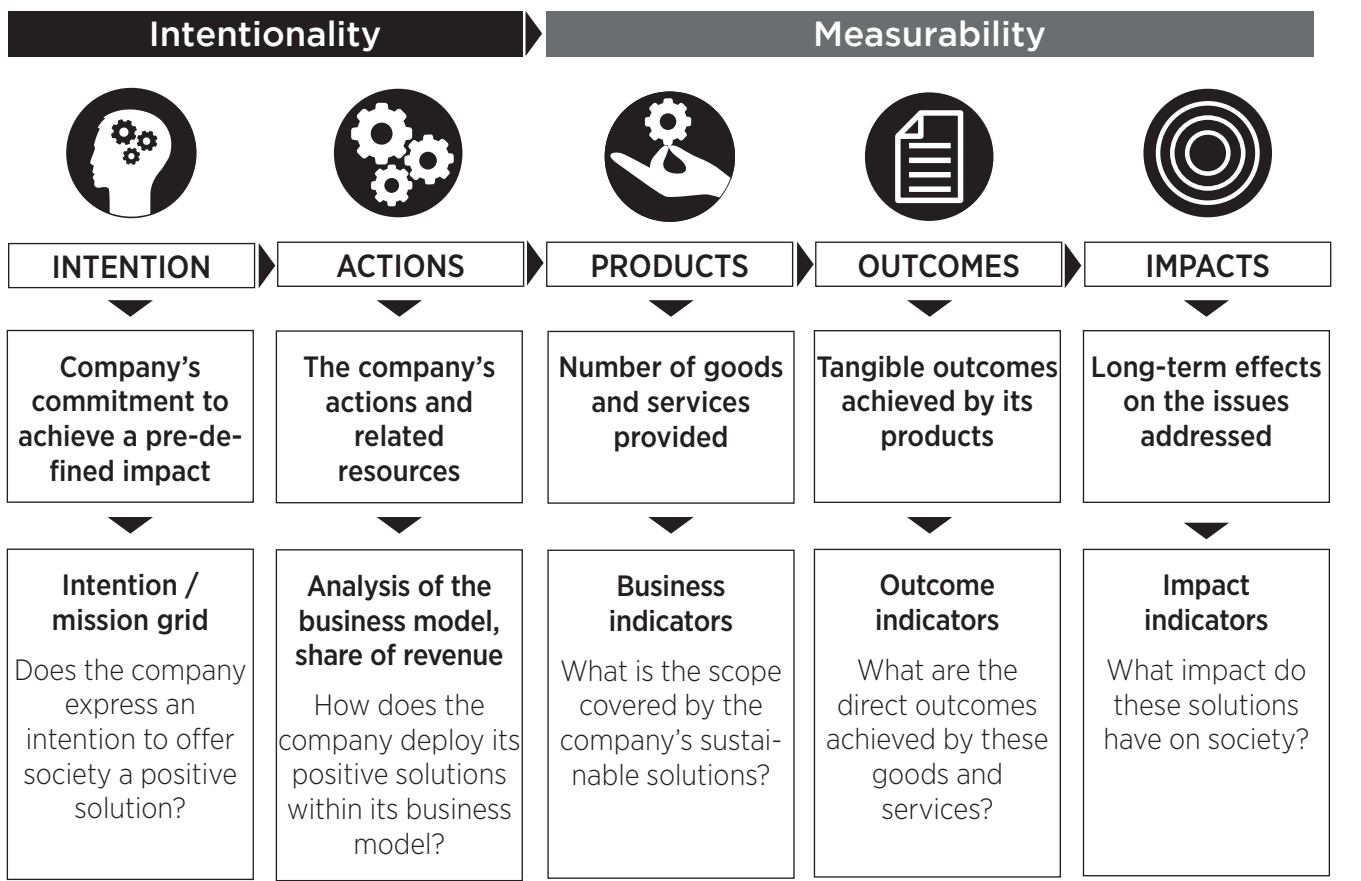 Intentionality
Measurability
INTENTION
ACTIONS
PRODUCTS
OUTCOMES
IMPACTS
Company’s
commitment to
achieve a pre-de-
fined impact
The company’s
actions and
related
resources
Number of goods
and services
provided
Tangible outcomes
achieved by its
products
Long-term effects
on the issues
addressed
Intention /
mission grid
Does the company
express an
intention to offer
society a positive
solution?
Analysis of the
business model,
share of revenue
How does the
company deploy its
positive solutions
within its business
model?
Business
indicators
What is the scope
covered by the
company’s sustai-
nable solutions?
Outcome
indicators
What are the
direct outcomes
achieved by these
goods and
services?
Impact
indicators
What impact do
these solutions
have on society?